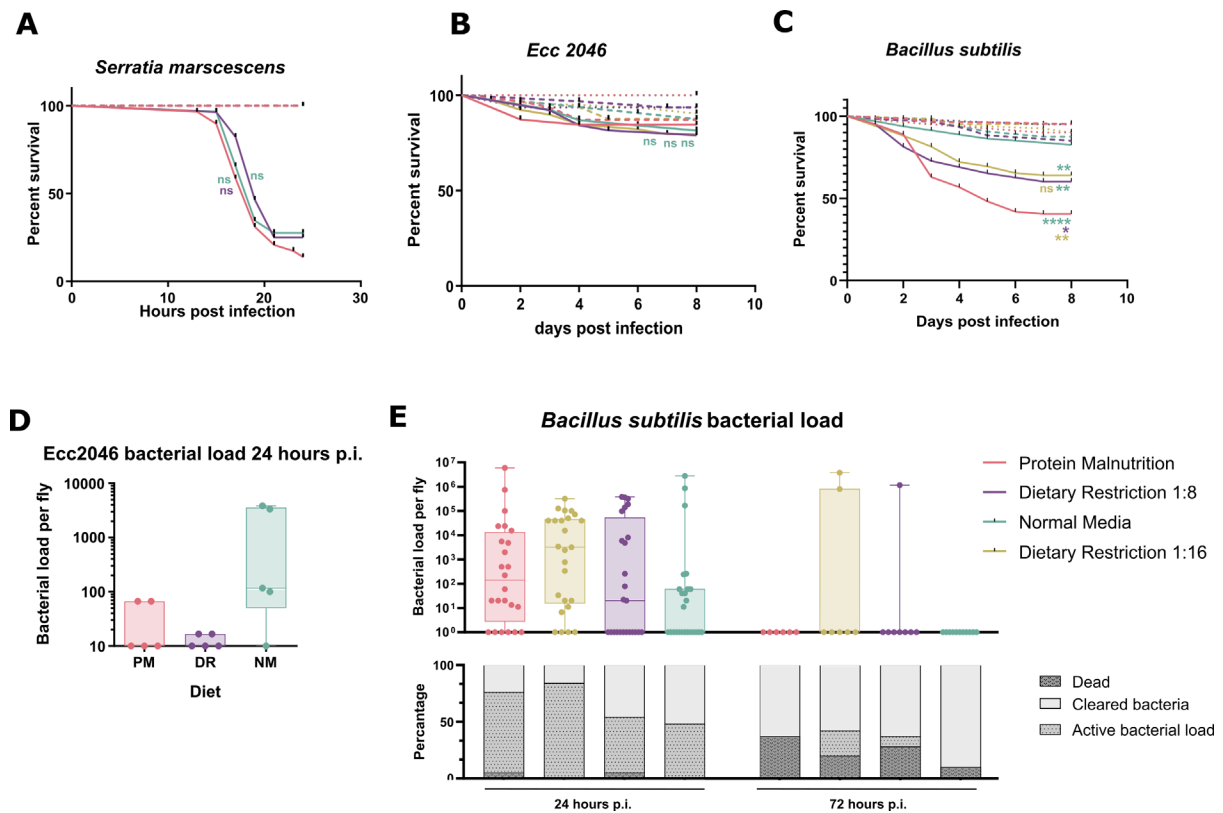 A
Serratia marscescens
Percent survival
100
50
0
0 10 20 30
Hours post infection
ns
ns
ns
B
Ecc 2046
Percent survival
100
50
0
0 2 4 6 8 10
days post infection
ns ns ns
C
Bacillus subtilis
Percent survival
100
50
0
0 2 4 6 8 10
Days post infection
**
ns **
****
*
**
D
Ecc2046 bacterial load 24 hours p.i.
Bacterial load per fly
10000
1000
100
10
PM DR NM
Diet
E
Bacillus subtilis bacterial load
Bacterial load per fly
10⁷
10⁶
10⁵
10⁴
10³
10²
10¹
10⁰
Protein Malnutrition
Dietary Restriction 1:8
Normal Media
Dietary Restriction 1:16
Percentage
100
50
0
24 hours p.i.
72 hours p.i.
Dead
Cleared bacteria
Active bacterial load